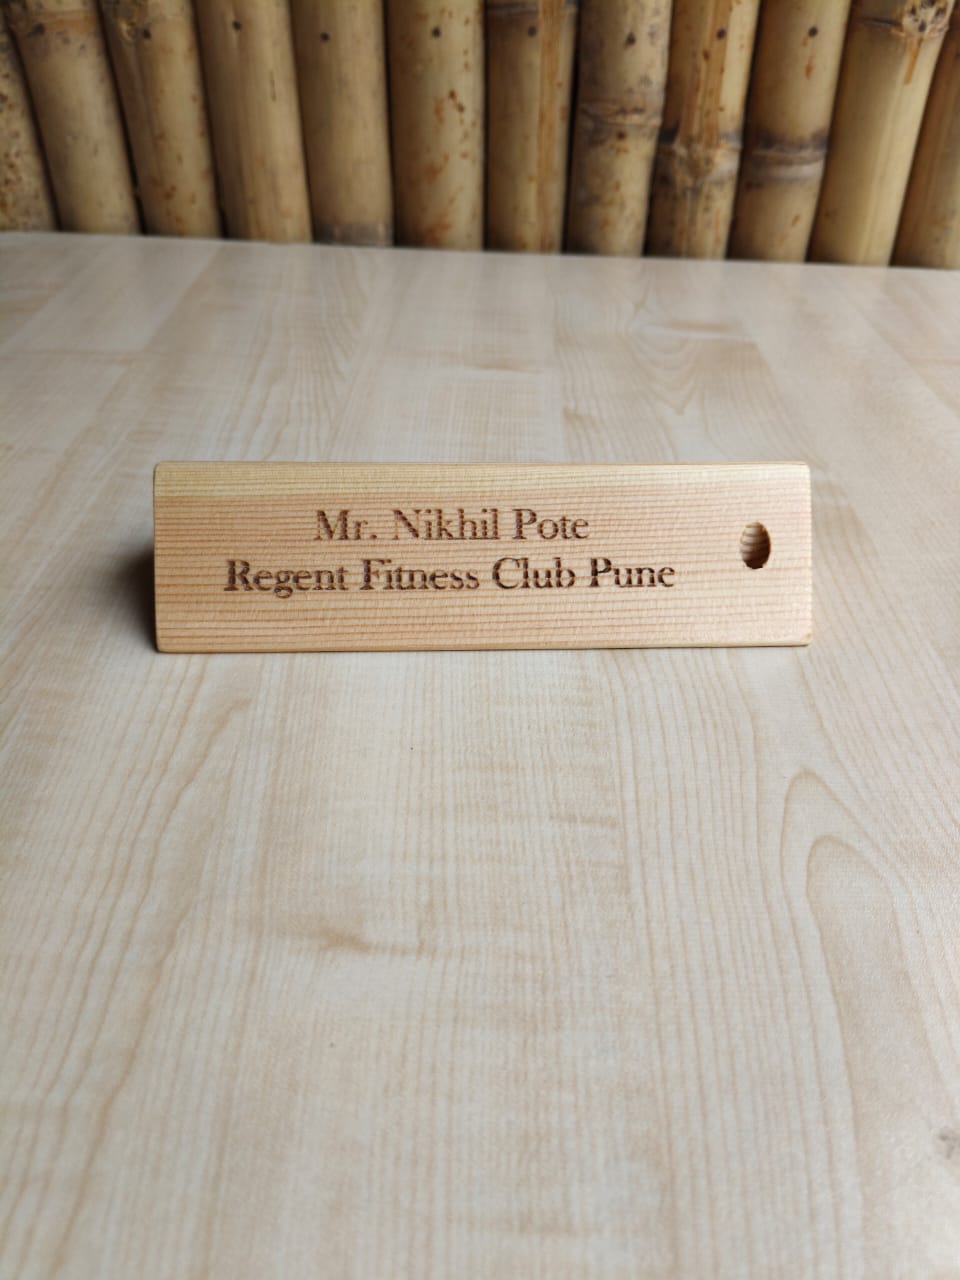 Mr. Nikhil Pote
Regent Fitness Club Pune